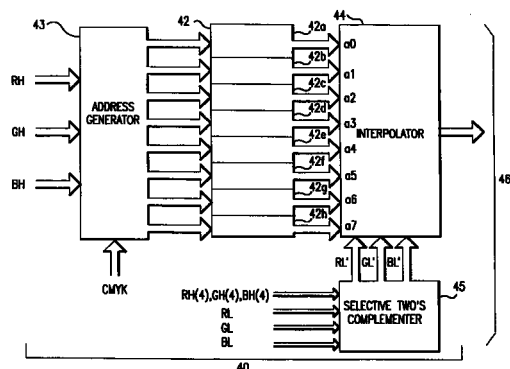 43
42
42a
44
42b
a0
42c
a1
RH
42d
a2
ADDRESS
GENERATOR
42e
a3
INTERPOLATOR
GH
42f
a4
46
BH
42g
a5
42h
a6
a7
RL' GL' BL'
CMYK
45
RH(4),GH(4),BH(4)
RL
GL
BL
SELECTIVE TWO'S
COMPLEMENTER
40